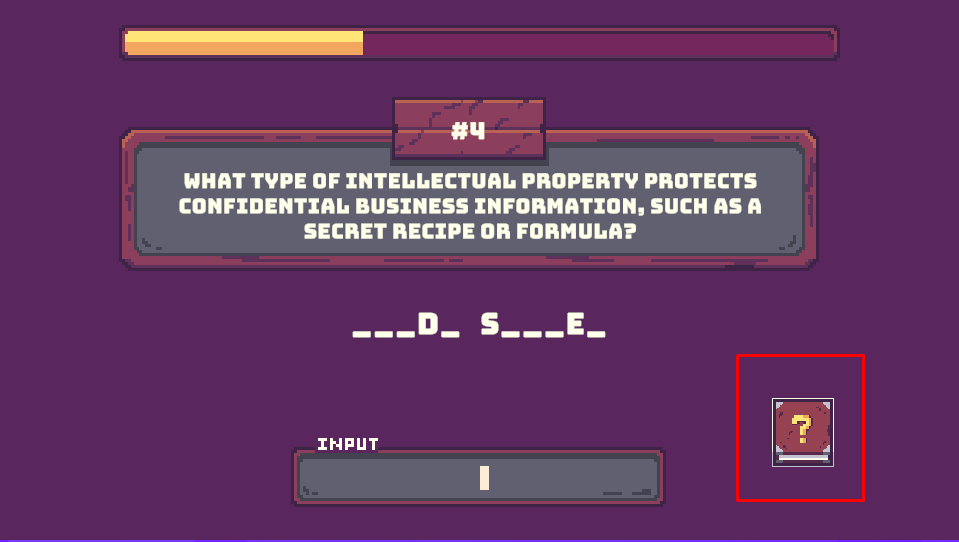 #4
WHAT TYPE OF INTELLECTUAL PROPERTY PROTECTS
CONFIDENTIAL BUSINESS INFORMATION, SUCH AS A
SECRET RECIPE OR FORMULA?
___D_ S___E_
?
INPUT